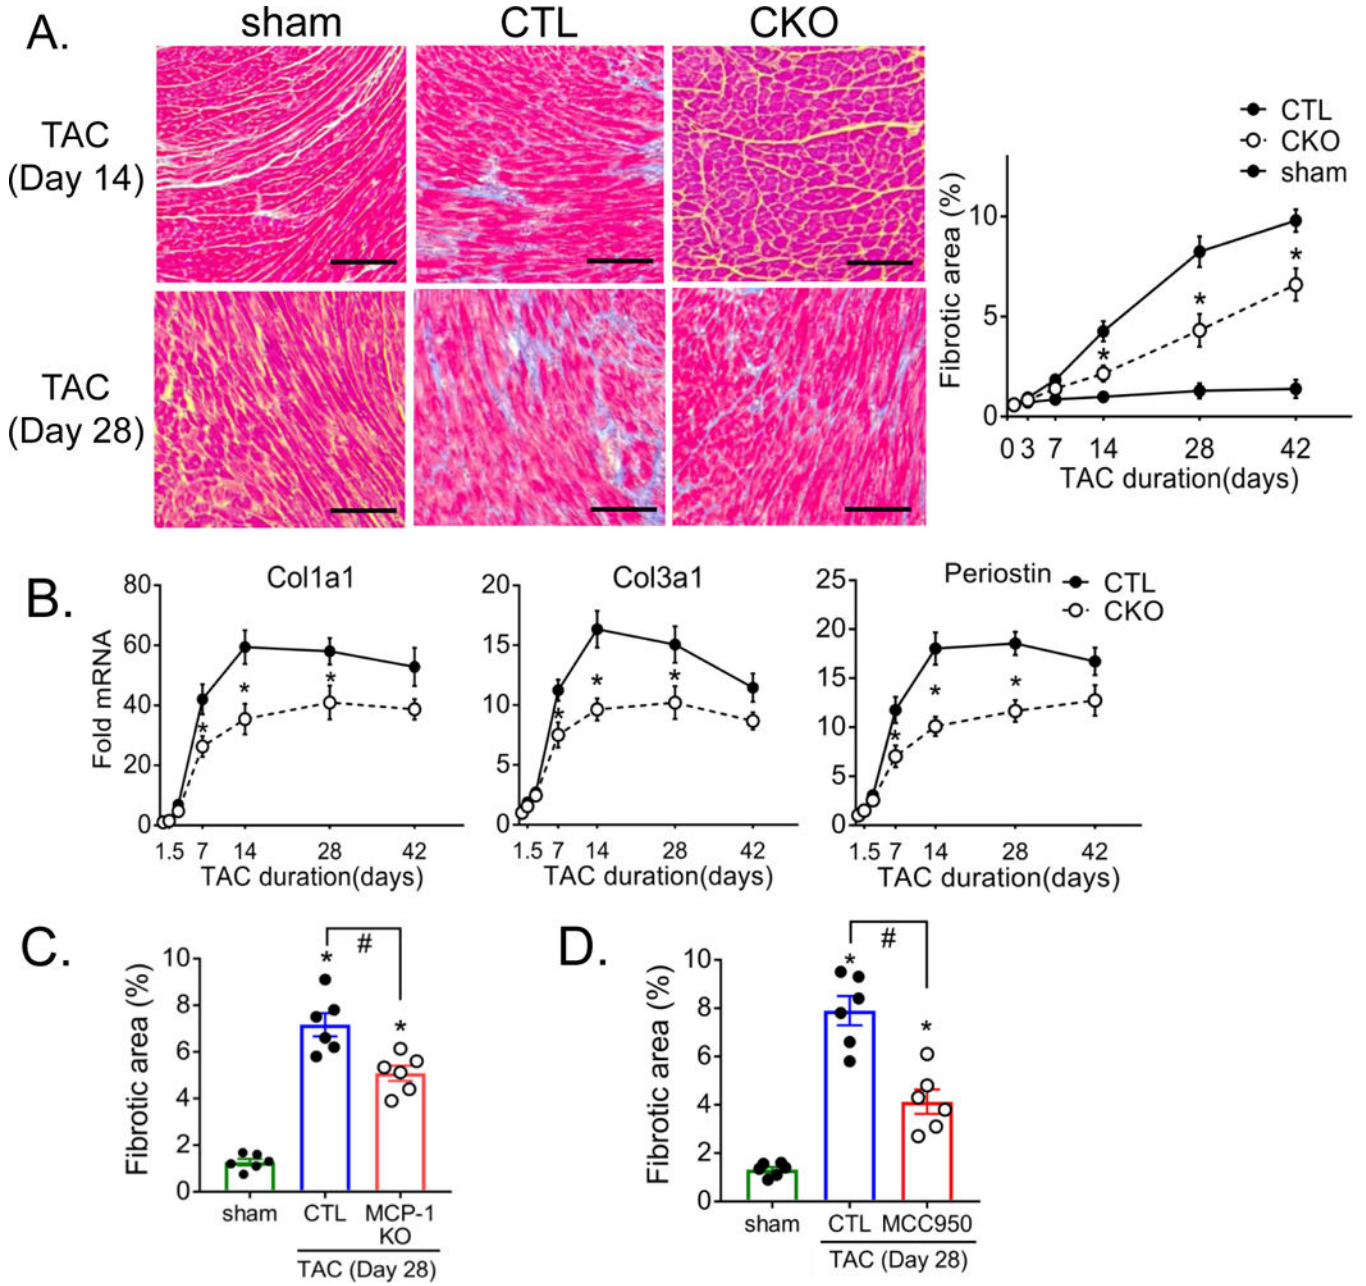 A.
sham CTL CKO
TAC
(Day 14)
TAC
(Day 28)
CTL
CKO
sham
Fibrotic area (%)
10
5
0
0 3 7 14 28 42
TAC duration(days)
B.
Col1a1
Fold mRNA
80
60
40
20
0
1.5 7 14 28 42
TAC duration(days)
Col3a1
20
15
10
5
0
1.5 7 14 28 42
TAC duration(days)
Periostin
CTL
CKO
25
20
15
10
5
0
1.5 7 14 28 42
TAC duration(days)
* * *
* * *
* * *
* * *
C.
Fibrotic area (%)
10
8
6
4
2
0
#
* *
sham CTL MCP-1
KO
TAC (Day 28)
D.
Fibrotic area (%)
10
8
6
4
2
0
#
* *
sham CTL MCC950
TAC (Day 28)